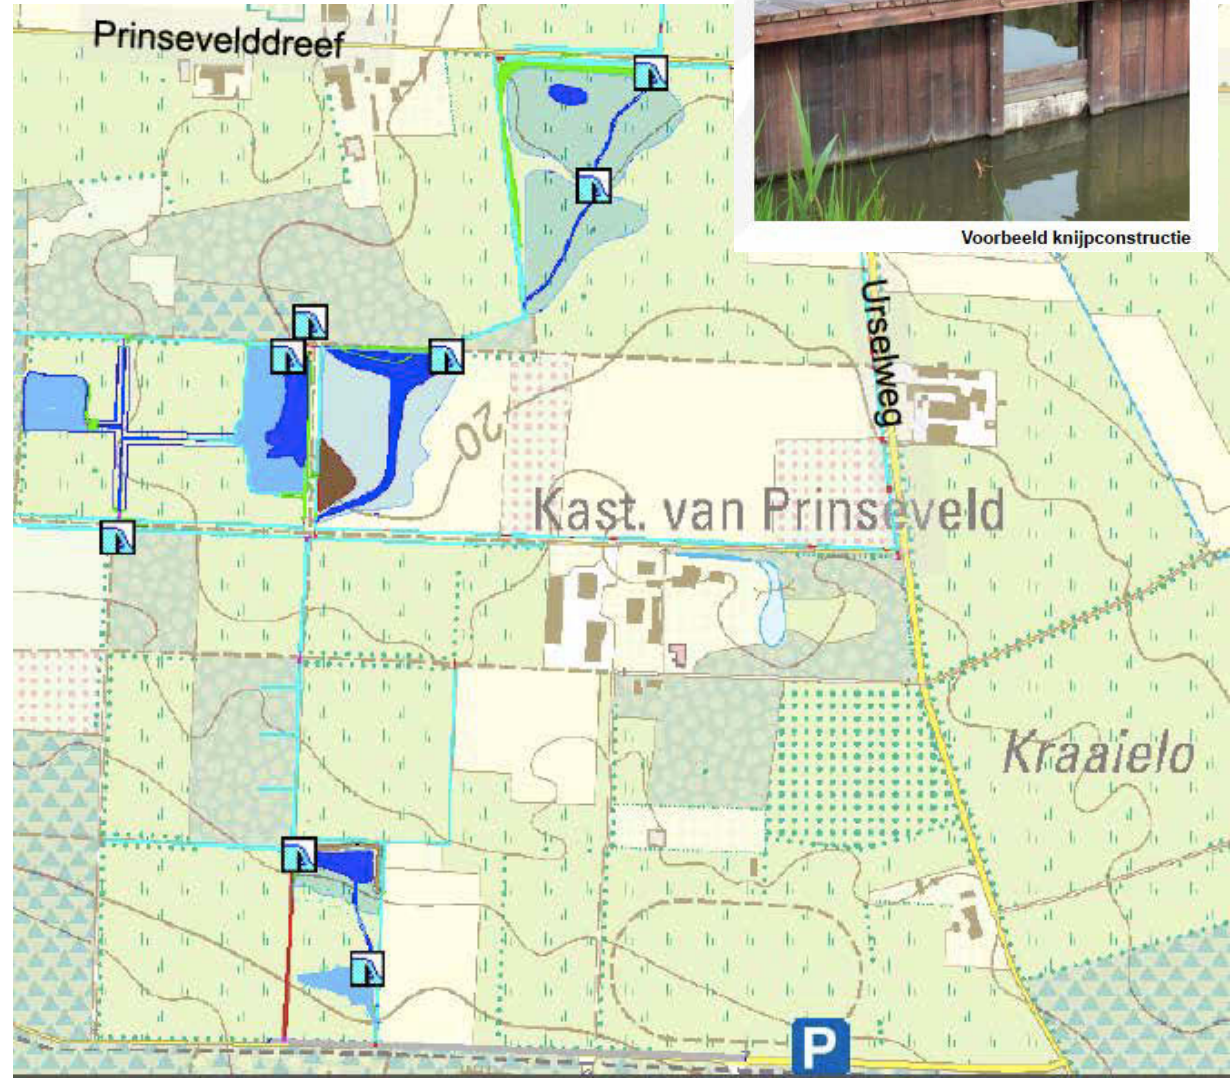 Prinsevelddreef
Voorbeeld knijpconstructie
Urselweg
20
Kast. van Prinseveld
Kraaielo
P